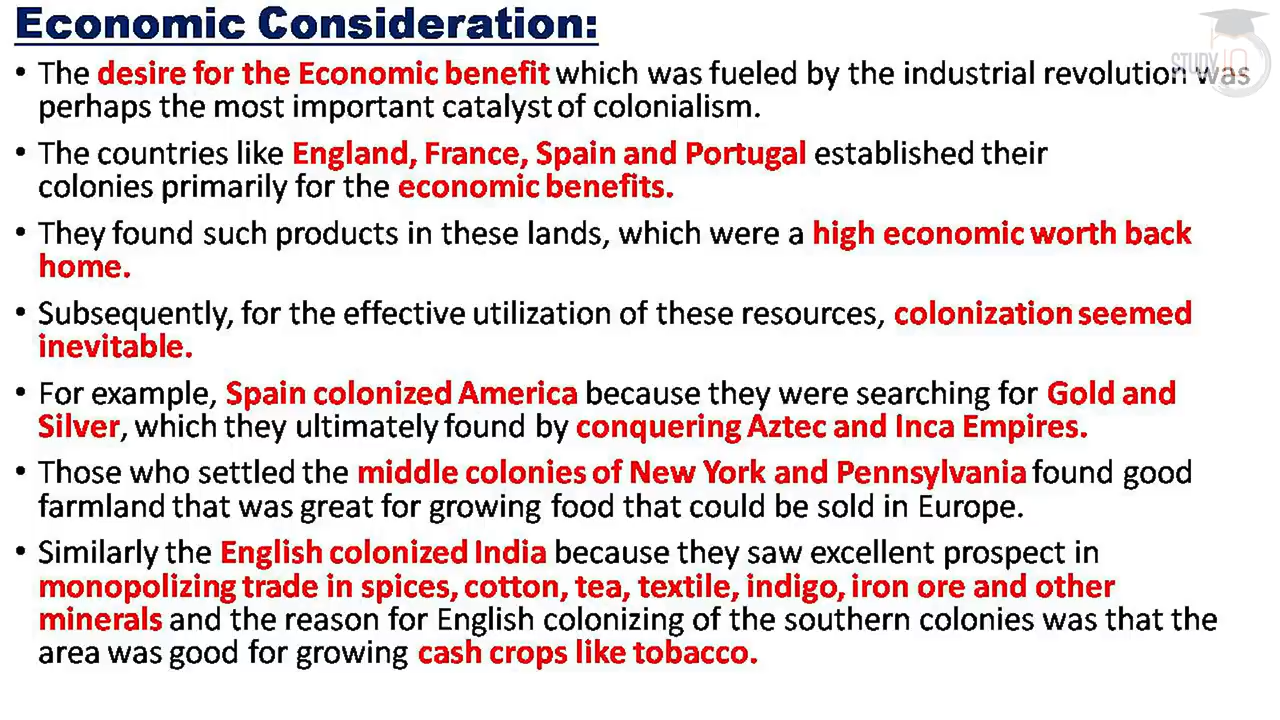 Economic Consideration:
• The desire for the Economic benefit which was fueled by the industrial revolution was
perhaps the most important catalyst of colonialism.
• The countries like England, France, Spain and Portugal established their
colonies primarily for the economic benefits.
• They found such products in these lands, which were a high economic worth back
home.
• Subsequently, for the effective utilization of these resources, colonization seemed
inevitable.
• For example, Spain colonized America because they were searching for Gold and
Silver, which they ultimately found by conquering Aztec and Inca Empires.
• Those who settled the middle colonies of New York and Pennsylvania found good
farmland that was great for growing food that could be sold in Europe.
• Similarly the English colonized India because they saw excellent prospect in
monopolizing trade in spices, cotton, tea, textile, indigo, iron ore and other
minerals and the reason for English colonizing of the southern colonies was that the
area was good for growing cash crops like tobacco.
STUDY IQ